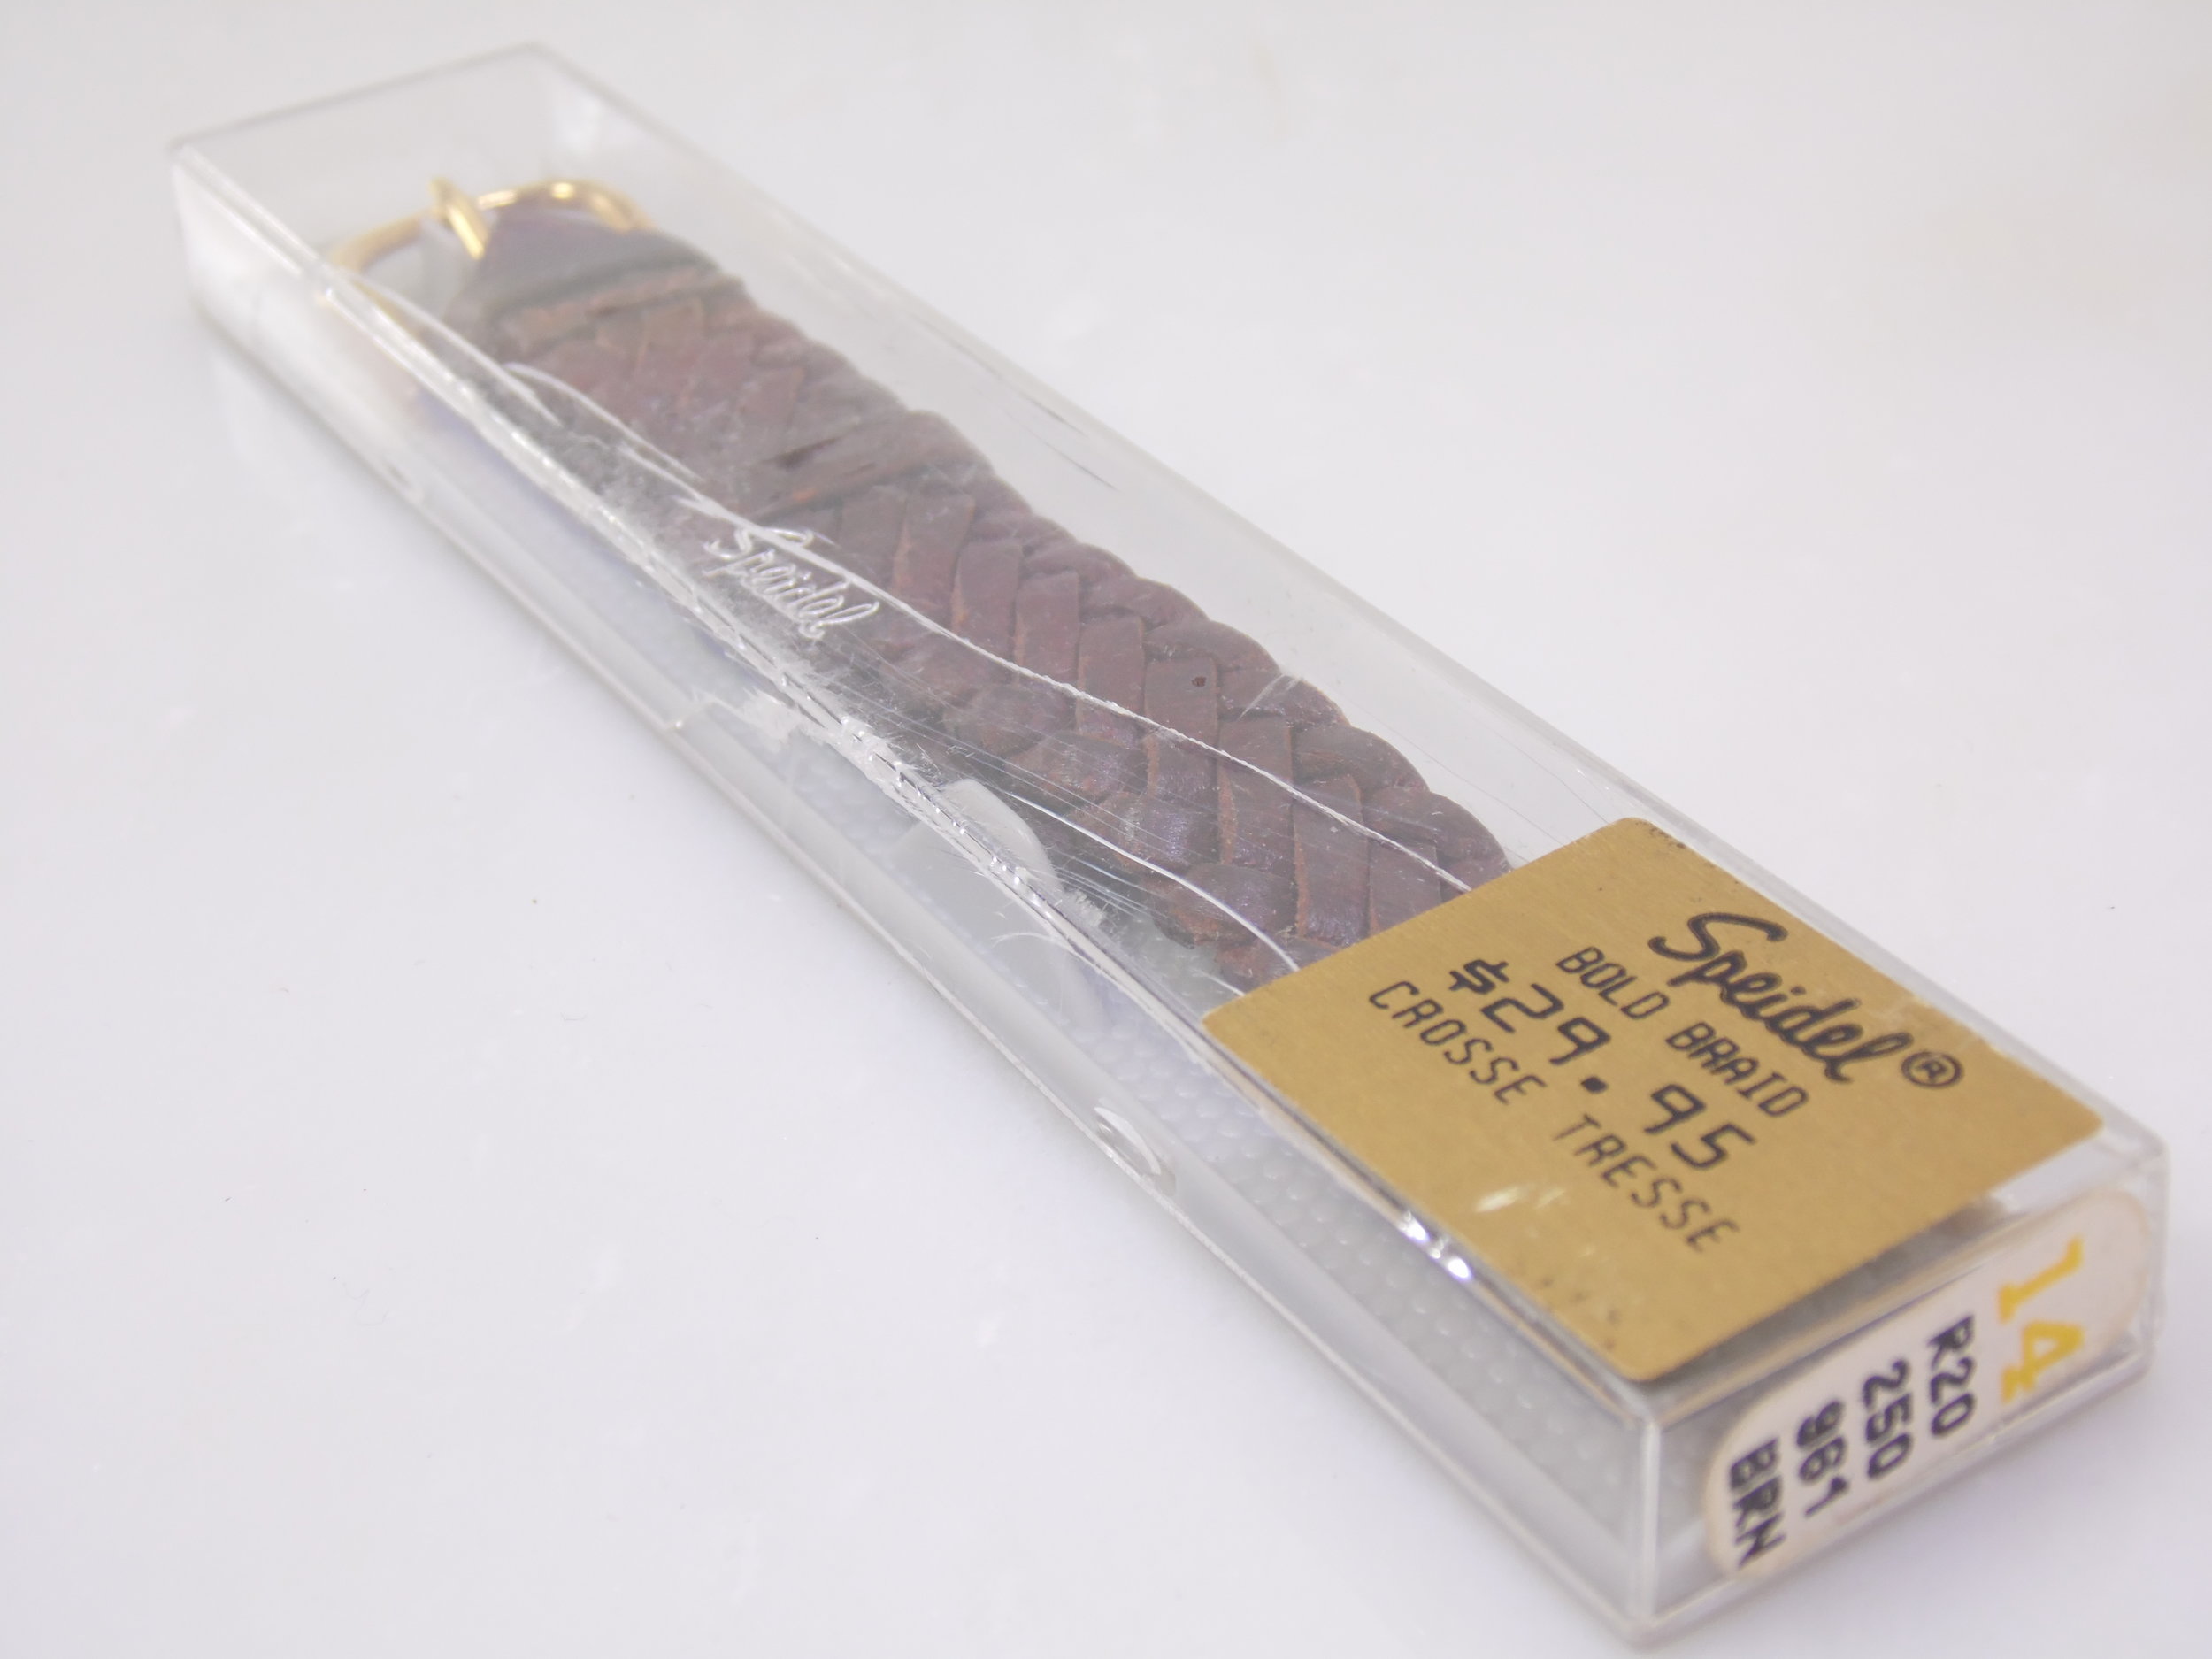 Speidel
Speidel®
BOLD BRAID
$29.95
CROSSE TRESSE
14
R20
250
961
BRN